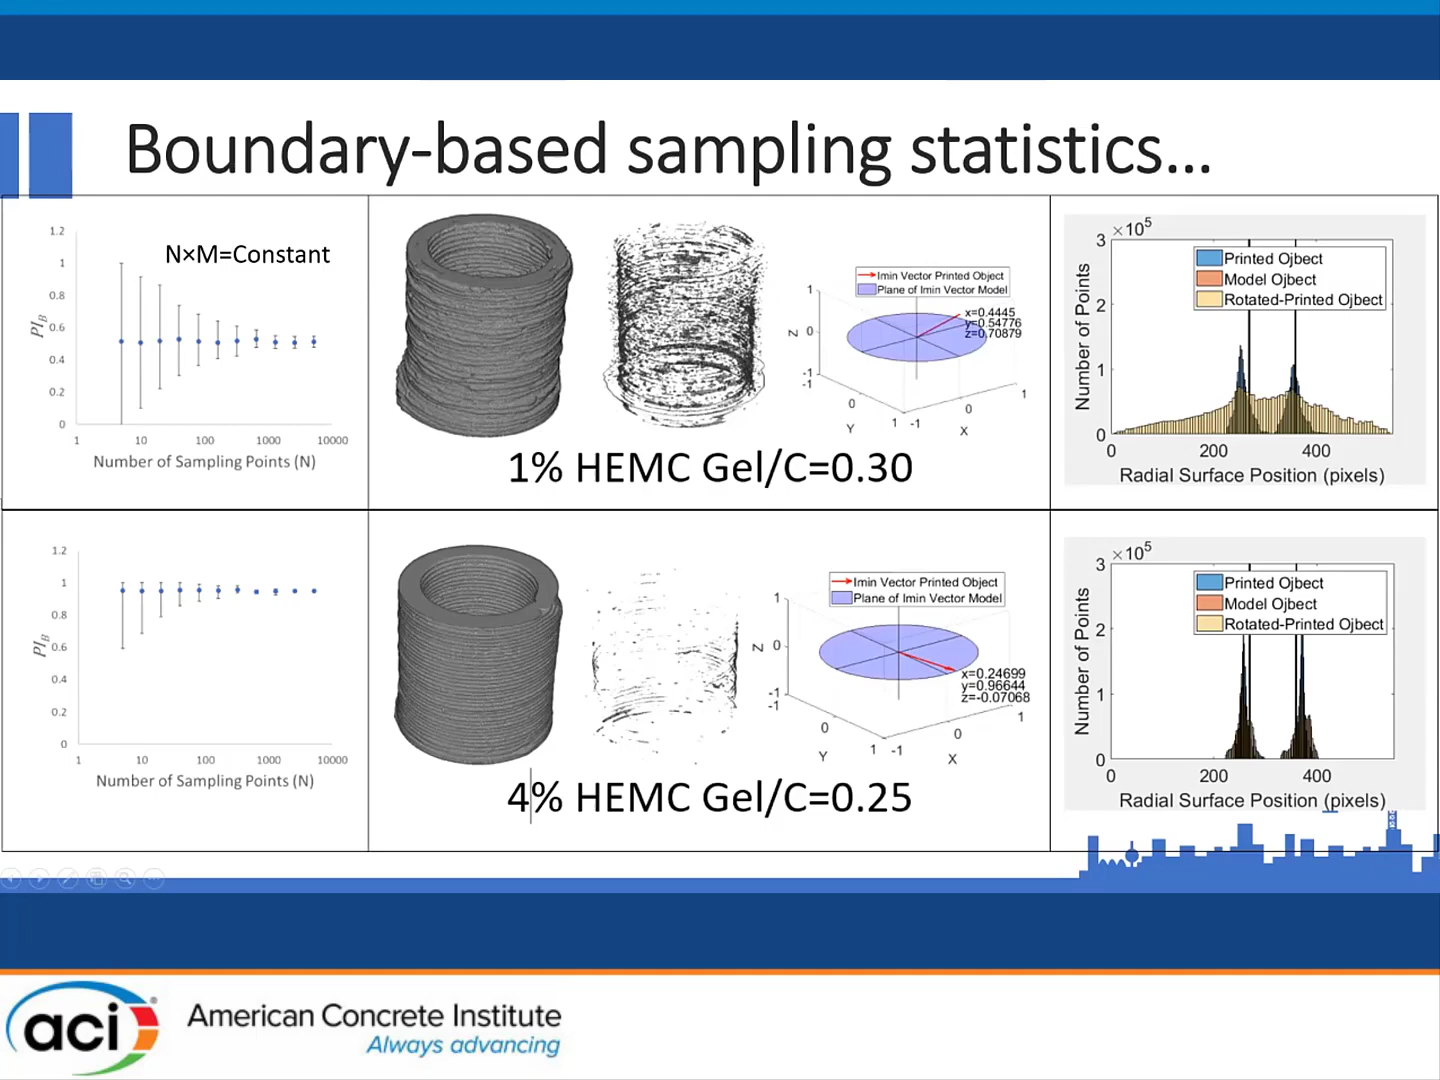 Boundary-based sampling statistics...
1.2
1
0.8
0.6
0.4
0.2
0
PI_B
N×M=Constant
1
10
100
1000
10000
Number of Sampling Points (N)
Imin Vector Printed Object
Plane of Imin Vector Model
x=0.4445
y=0.54776
z=0.70879
1
0
-1
Z
-1
0
1
Y
-1
0
1
X
1% HEMC Gel/C=0.30
×10^5
3
2
1
0
Number of Points
Printed Ojbect
Model Ojbect
Rotated-Printed Ojbect
0
200
400
Radial Surface Position (pixels)
1.2
1
0.8
0.6
0.4
0.2
0
PI_B
1
10
100
1000
10000
Number of Sampling Points (N)
Imin Vector Printed Object
Plane of Imin Vector Model
x=0.24699
y=0.96644
z=-0.07068
1
0
-1
Z
-1
0
1
Y
-1
0
1
X
4% HEMC Gel/C=0.25
×10^5
3
2
1
0
Number of Points
Printed Ojbect
Model Ojbect
Rotated-Printed Ojbect
0
200
400
Radial Surface Position (pixels)
aci
American Concrete Institute
Always advancing